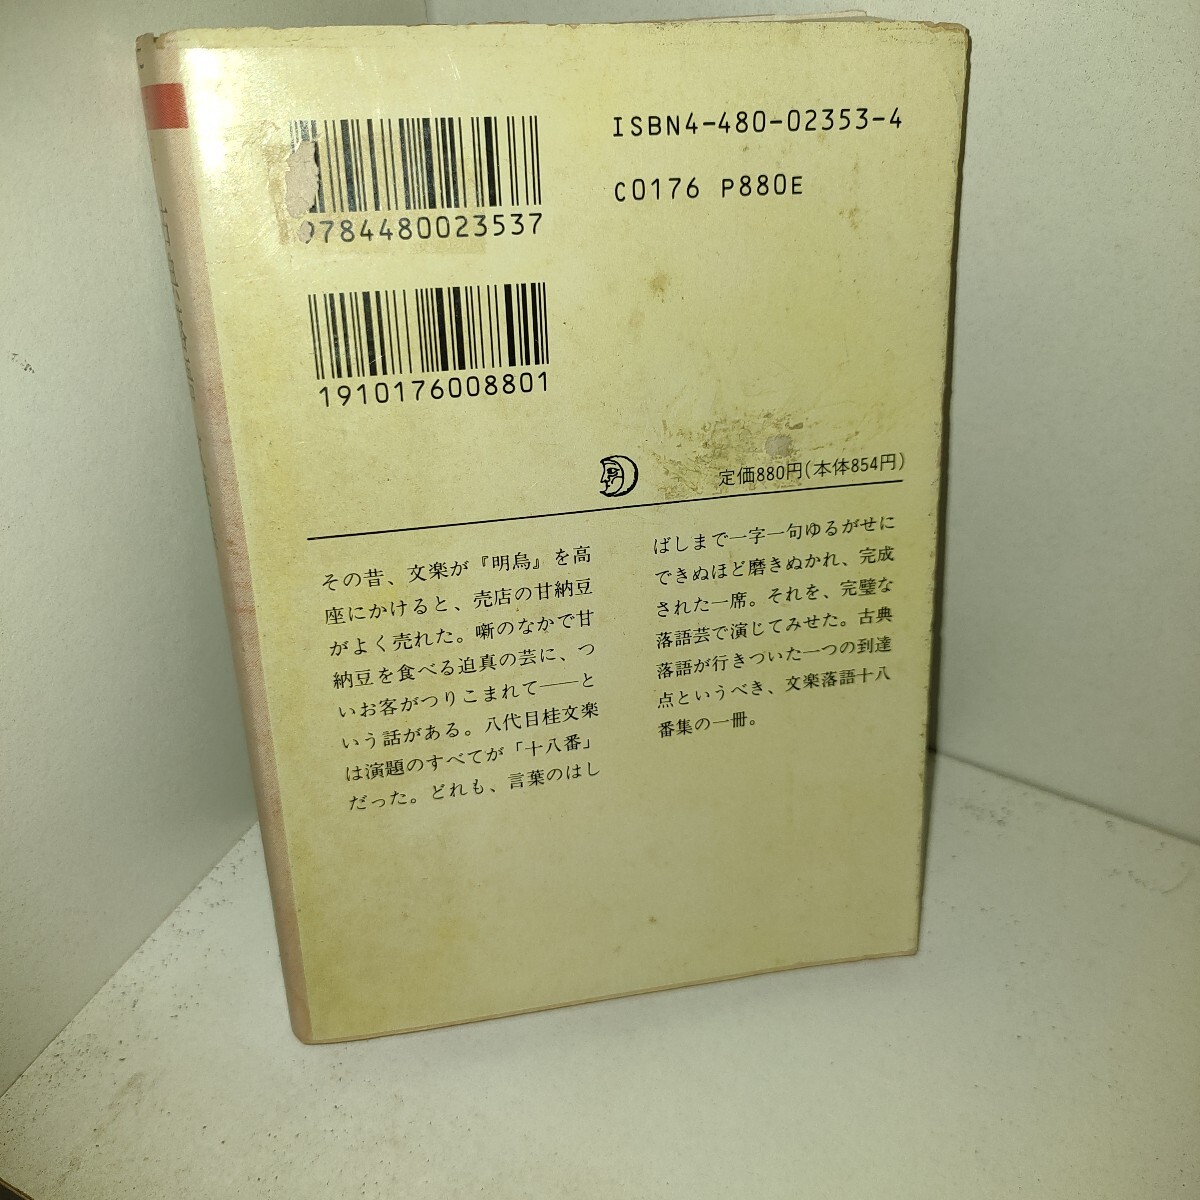 ISBN4-480-02353-4
C0176 P880E
9784480023537
1910176008801
定価880円(本体854円)
その昔、文楽が『明烏』を高
座にかけると、売店の甘納豆
がよく売れた。噺のなかで甘
納豆を食べる迫真の芸に、つ
いお客がつりこまれて――と
いう話がある。八代目桂文楽
は演題のすべてが「十八番」
だった。どれも、言葉のはし
ばしまで一字一句ゆるがせに
できぬほど磨きぬかれ、完成
された一席。それを、完璧な
落語芸で演じてみせた。古典
落語が行きづいた一つの到達
点というべき、文楽落語十八
番集の一冊。